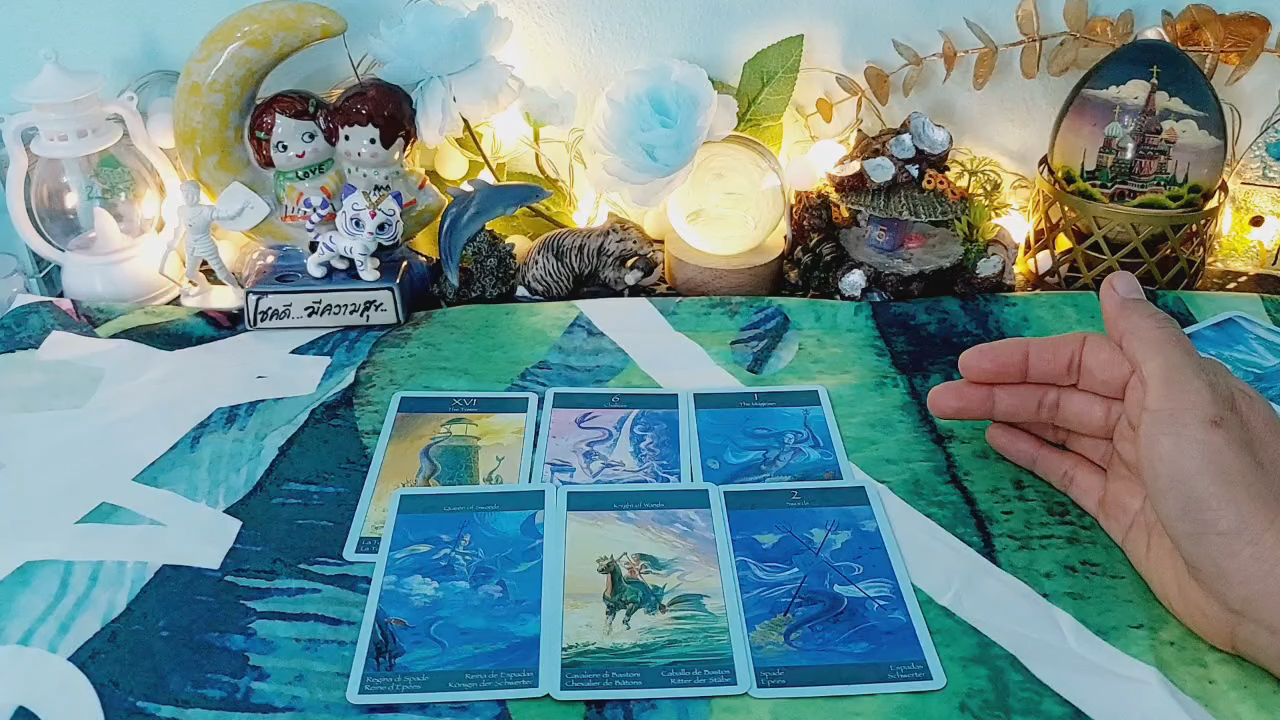 LOVE
โชคดี...มีความสุข..
XVI
The Tower
6
Chalices
1
The Magician
La T
La T
Queen of Swords
Regina di Spade
Reina de Espadas
Reine d'Epées
Königin der Schwerter
Knight of Wands
Cavaliere di Bastoni
Caballo de Bastos
Chevalier de Bâtons
Ritter der Stäbe
2
Swords
Spade
Espadas
Epées
Schwerter